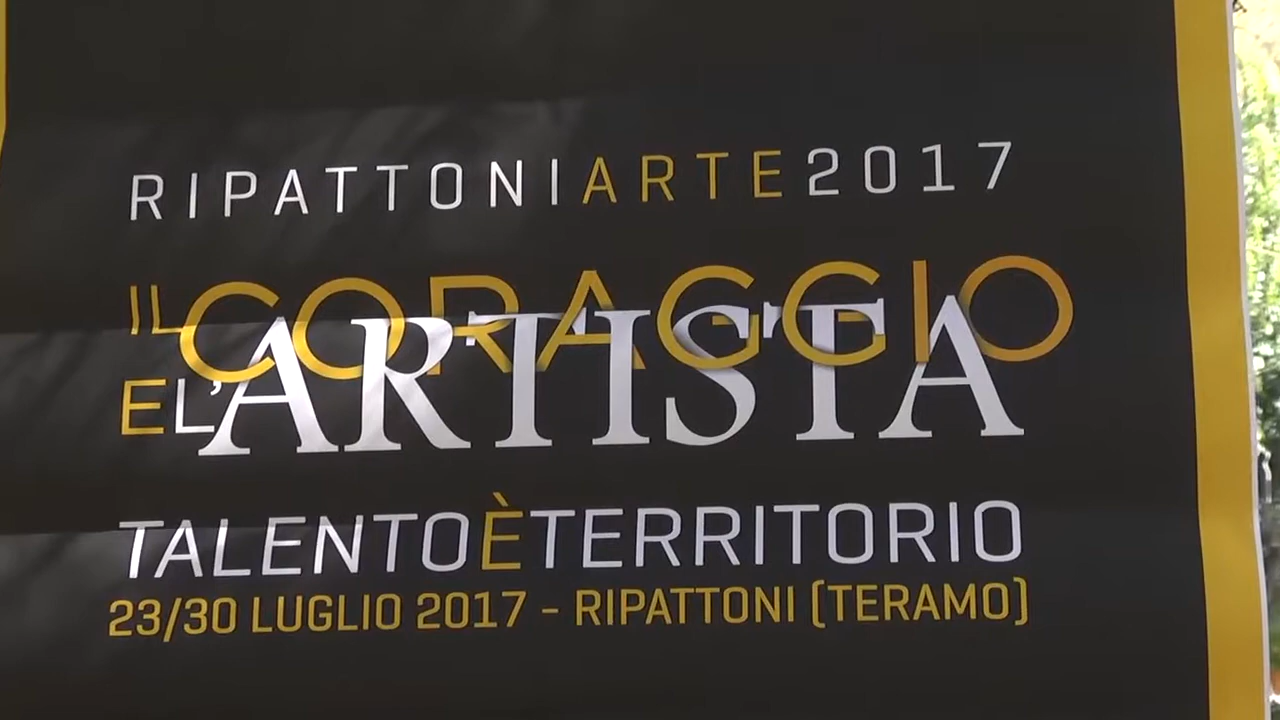 RIPATTONIARTE2017
IL CORAGGIO
E L'ARTISTA
TALENTOÈTERRITORIO
23/30 LUGLIO 2017 - RIPATTONI (TERAMO)